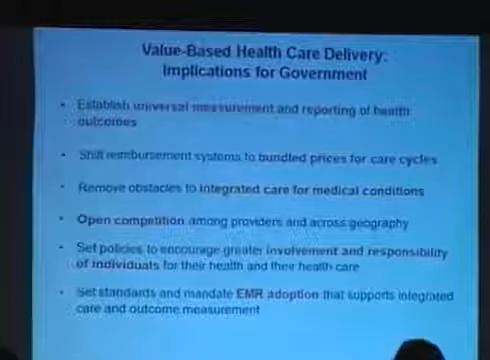 Value-Based Health Care Delivery:
Implications for Government
• Establish universal measurement and reporting of health
outcomes
• Shift reimbursement systems to bundled prices for care cycles
• Remove obstacles to integrated care for medical conditions
• Open competition among providers and across geography
• Set policies to encourage greater involvement and responsibility
of individuals for their health and their health care
• Set standards and mandate EMR adoption that supports integrated
care and outcome measurement